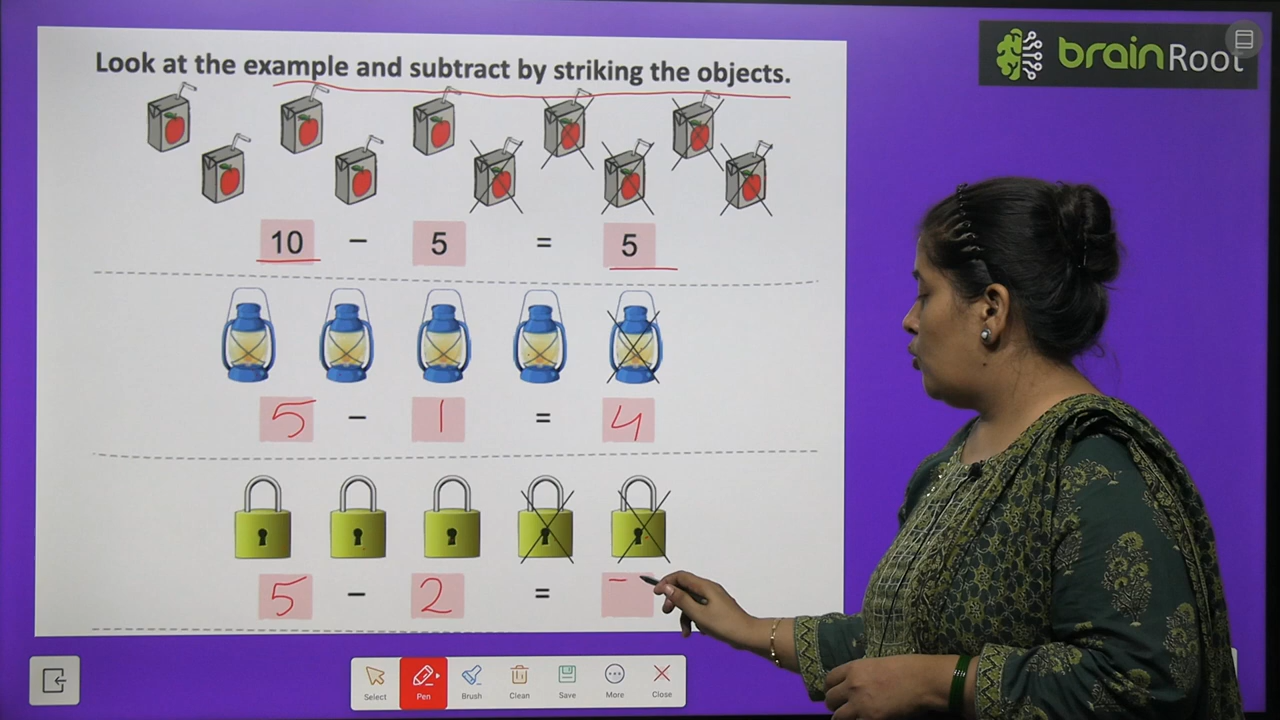 brainRoot
Look at the example and subtract by striking the objects.
10 – 5 = 5
5 – 1 = 4
5 – 2 =
Select Pen Brush Clean Save More Close